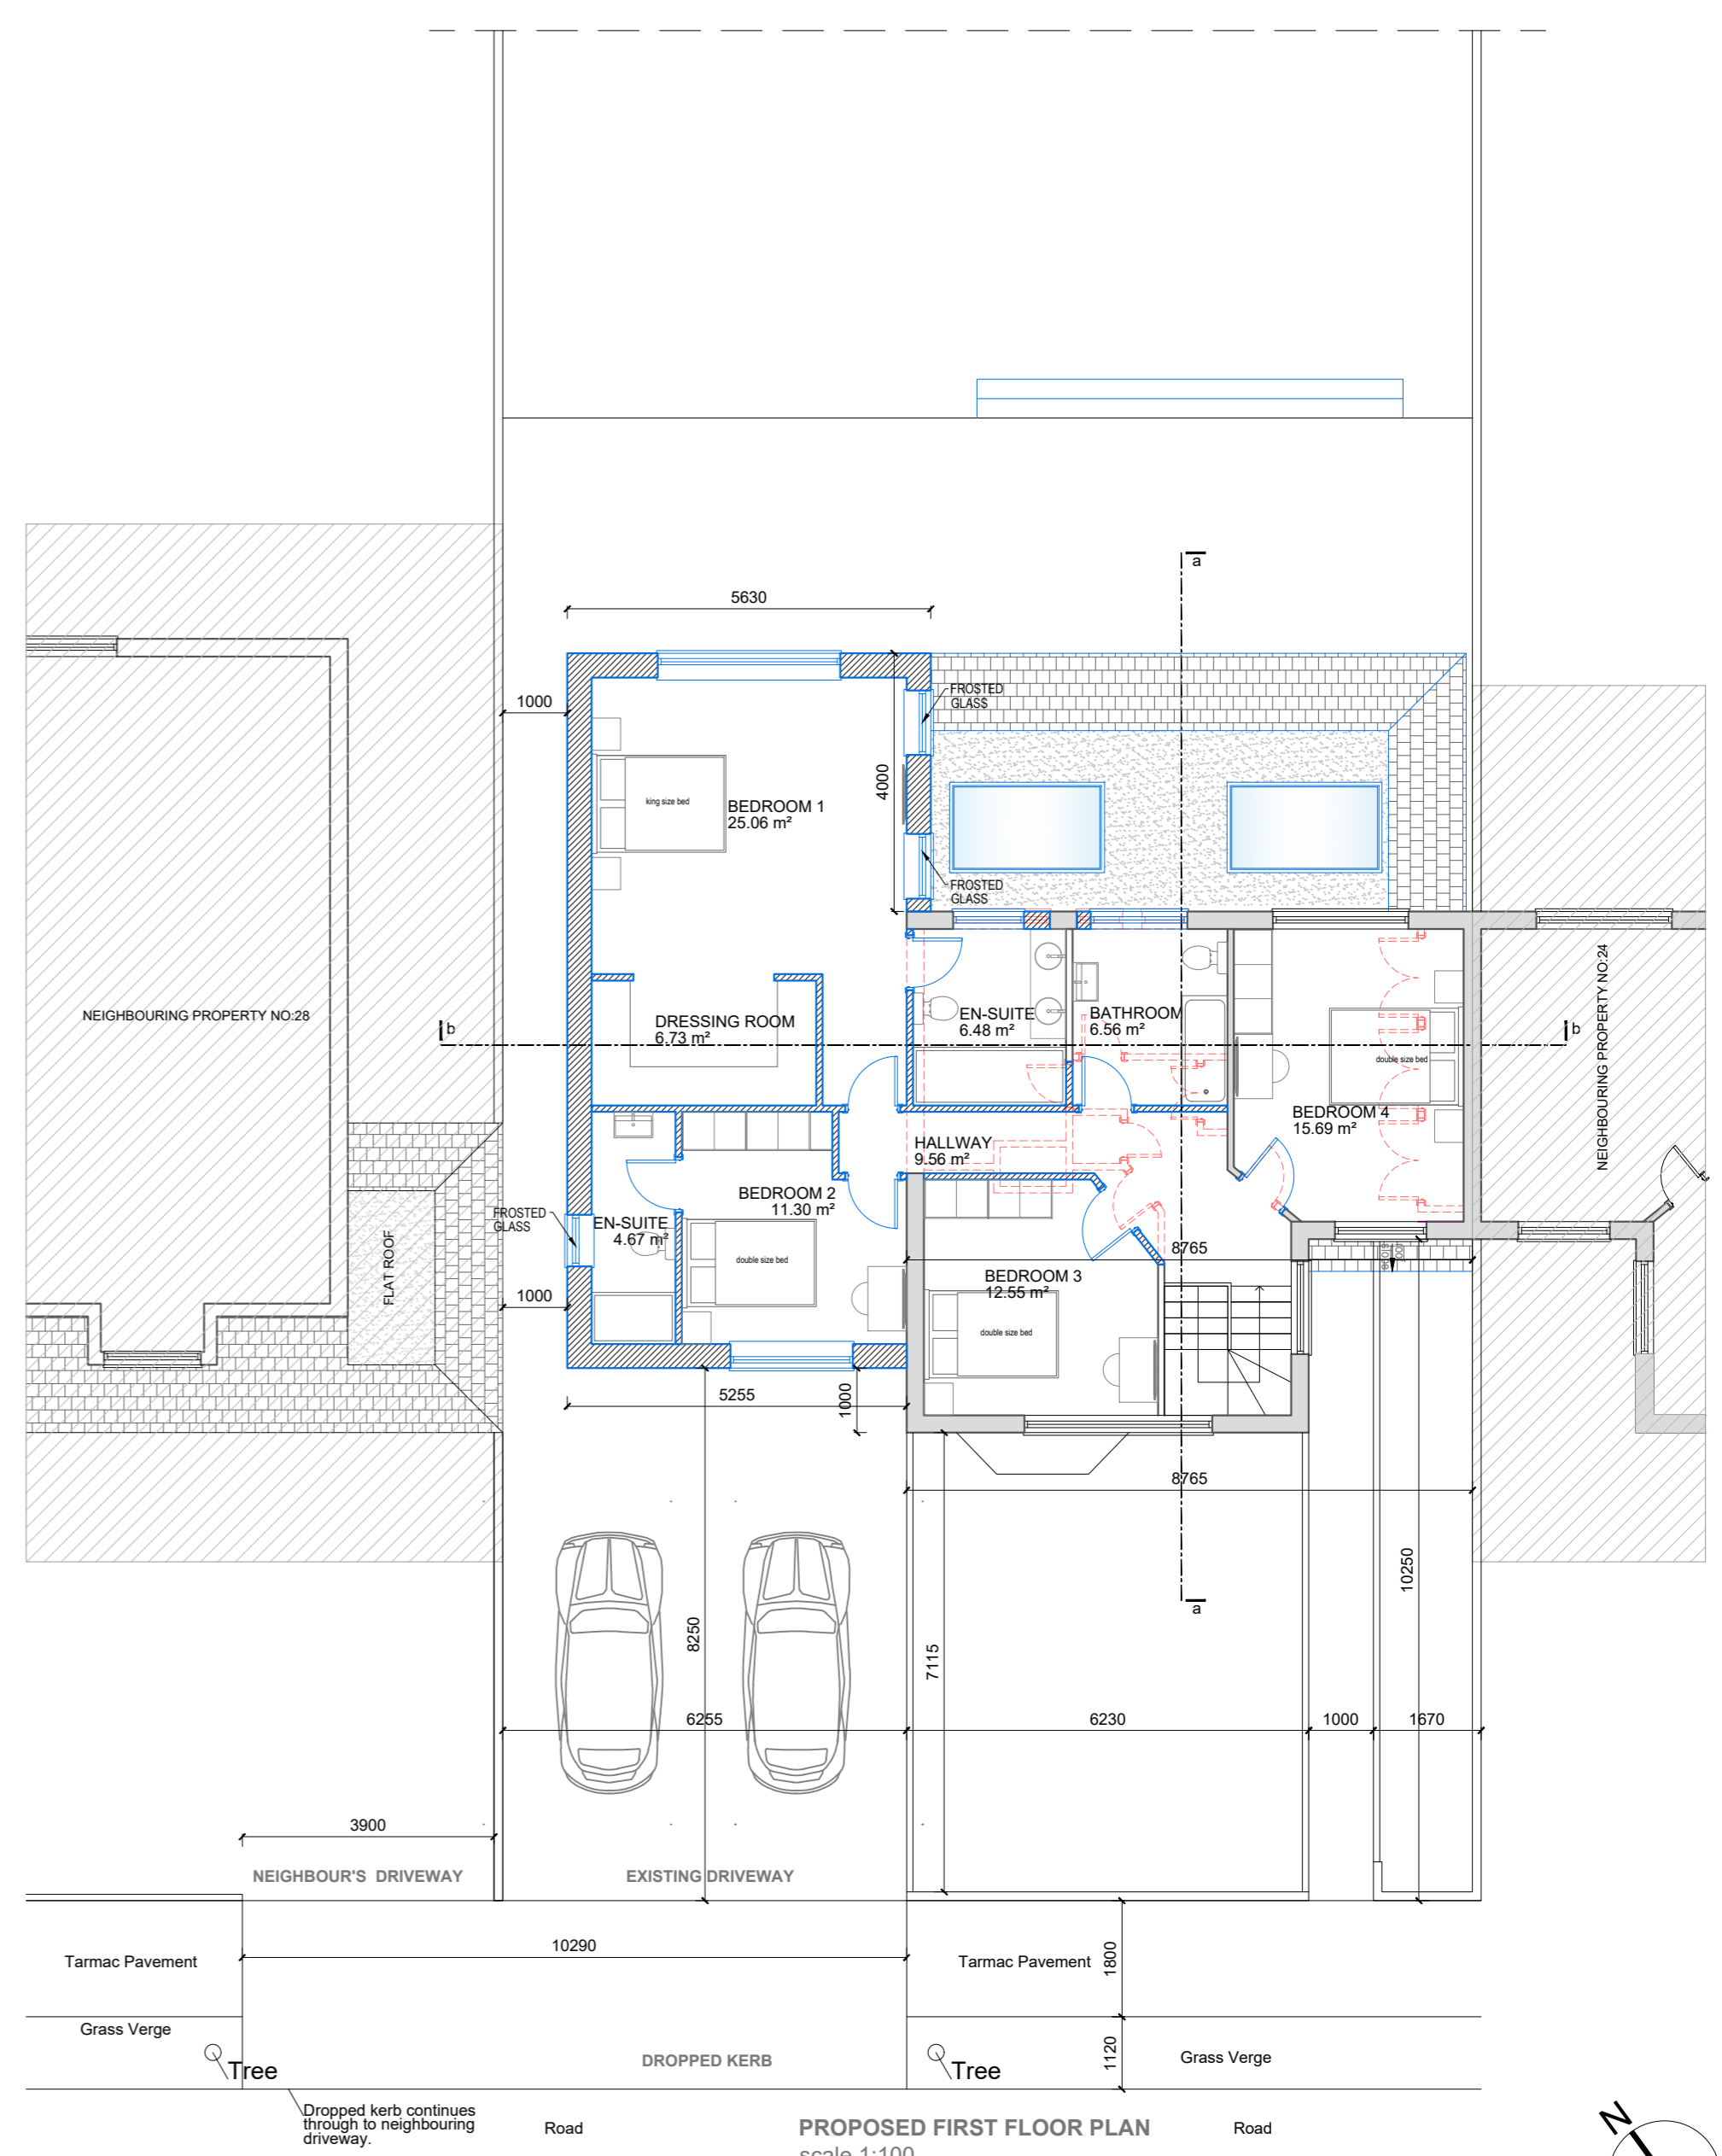 a
5630
FROSTED
GLASS
1000
4000
king size bed
BEDROOM 1
25.06 m²
FROSTED
GLASS
NEIGHBOURING PROPERTY NO:28
b
DRESSING ROOM
6.73 m²
EN-SUITE
6.48 m²
BATHROOM
6.56 m²
double size bed
BEDROOM 4
15.69 m²
b
NEIGHBOURING PROPERTY NO:24
HALLWAY
9.56 m²
BEDROOM 2
11.30 m²
FROSTED
GLASS
EN-SUITE
4.67 m²
FLAT ROOF
double size bed
8765
BEDROOM 3
12.55 m²
1000
double size bed
5255
1000
8765
10250
a
8250
7115
6255
6230
1000
1670
3900
NEIGHBOUR'S DRIVEWAY
EXISTING DRIVEWAY
10290
Tarmac Pavement
Tarmac Pavement
1800
Grass Verge
Tree
DROPPED KERB
Tree
1120
Grass Verge
Dropped kerb continues
through to neighbouring
driveway.
Road
PROPOSED FIRST FLOOR PLAN
Road
scale 1:100
N